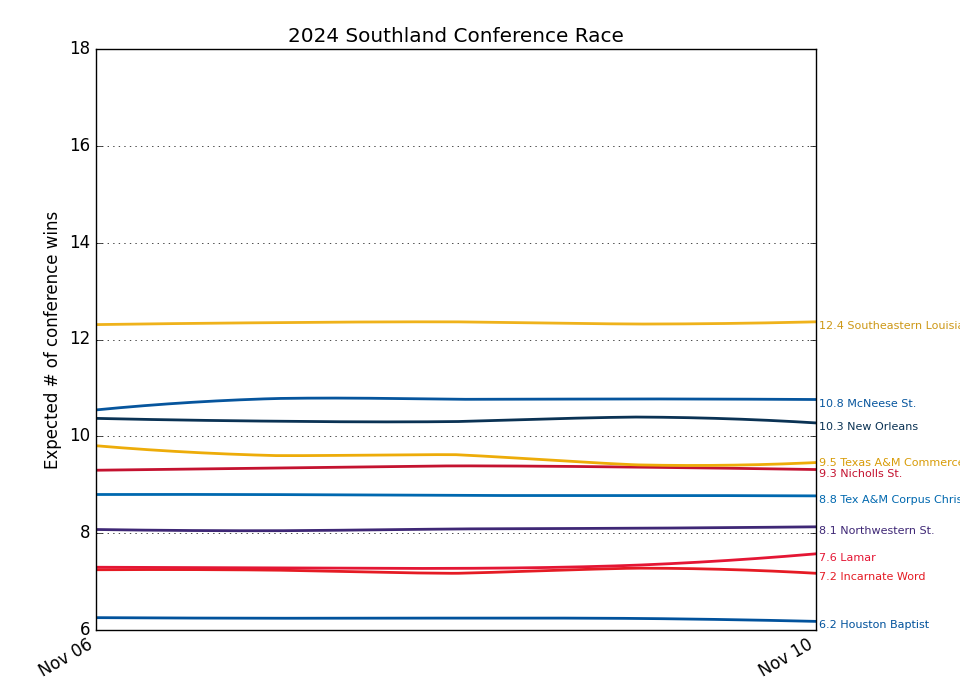 2024 Southland Conference Race
Expected # of conference wins
18
16
14
12
10
8
6
Nov 06
Nov 10
12.4 Southeastern Louisia
10.8 McNeese St.
10.3 New Orleans
9.5 Texas A&M Commerce
9.3 Nicholls St.
8.8 Tex A&M Corpus Chris
8.1 Northwestern St.
7.6 Lamar
7.2 Incarnate Word
6.2 Houston Baptist